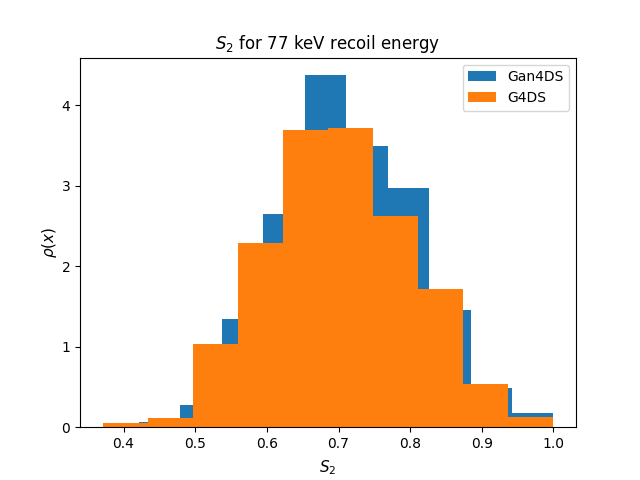 S₂ for 77 keV recoil energy
Gan4DS
G4DS
ρ(x)
4
3
2
1
0
0.4 0.5 0.6 0.7 0.8 0.9 1.0
S₂